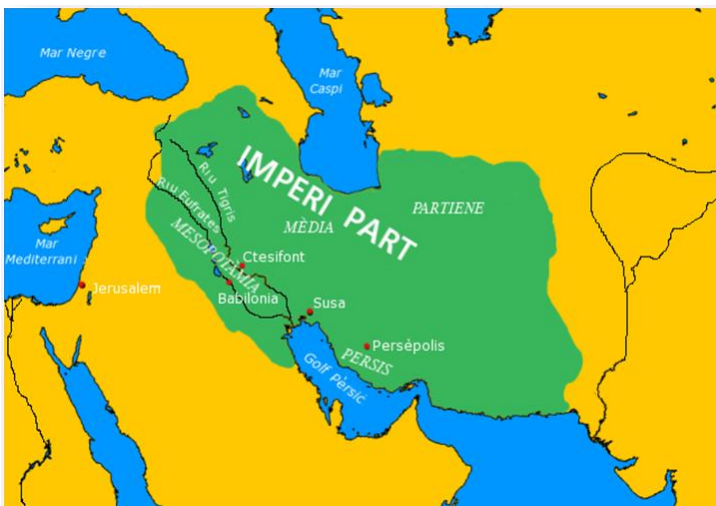 Mar Negre
Mar
Caspi
IMPERI PART
PARTIENE
MÈDIA
Riu Tigris
Riu Eufrates
MESOPOTÀMIA
Mar
Mediterrani
Jerusalem
Ctesifont
Babilònia
Susa
Persèpolis
PERSIS
Golf Pèrsic